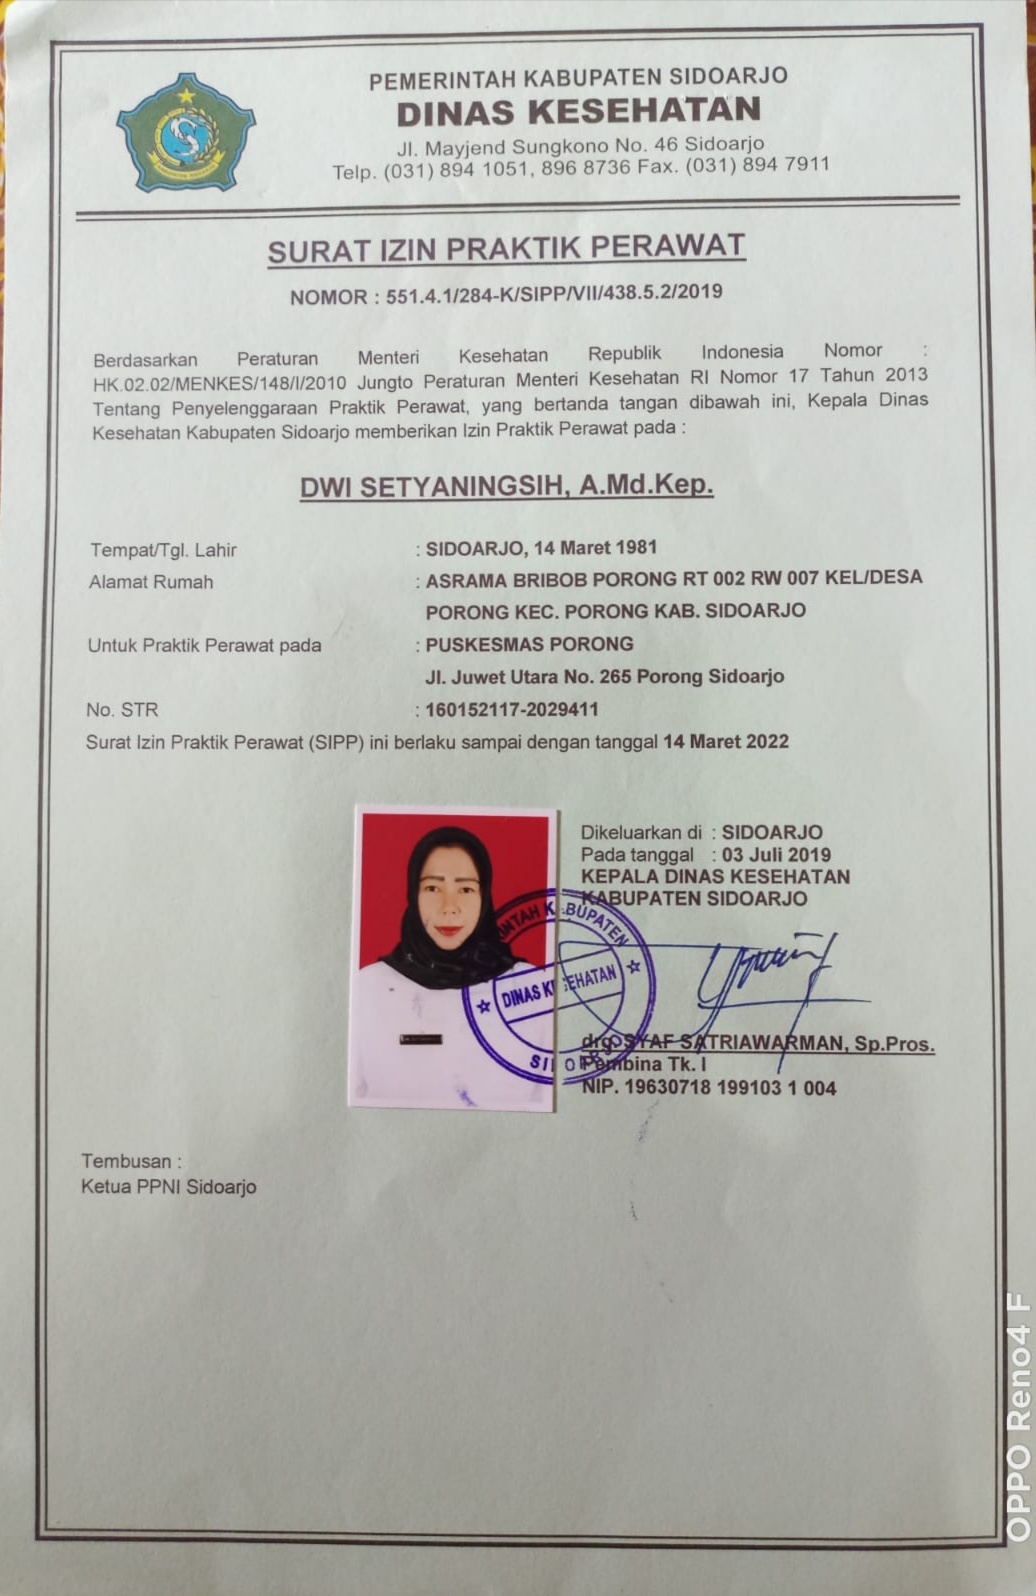 PEMERINTAH KABUPATEN SIDOARJO
DINAS KESEHATAN
Jl. Mayjend Sungkono No. 46 Sidoarjo
Telp. (031) 894 1051, 896 8736 Fax. (031) 894 7911
SURAT IZIN PRAKTIK PERAWAT
NOMOR : 551.4.1/284-K/SIPP/VII/438.5.2/2019
Berdasarkan Peraturan Menteri Kesehatan Republik Indonesia Nomor :
HK.02.02/MENKES/148/I/2010 Jungto Peraturan Menteri Kesehatan RI Nomor 17 Tahun 2013
Tentang Penyelenggaraan Praktik Perawat, yang bertanda tangan dibawah ini, Kepala Dinas
Kesehatan Kabupaten Sidoarjo memberikan Izin Praktik Perawat pada :
DWI SETYANINGSIH, A.Md.Kep.
Tempat/Tgl. Lahir : SIDOARJO, 14 Maret 1981
Alamat Rumah : ASRAMA BRIBOB PORONG RT 002 RW 007 KEL/DESA
PORONG KEC. PORONG KAB. SIDOARJO
Untuk Praktik Perawat pada : PUSKESMAS PORONG
Jl. Juwet Utara No. 265 Porong Sidoarjo
No. STR : 160152117-2029411
Surat Izin Praktik Perawat (SIPP) ini berlaku sampai dengan tanggal 14 Maret 2022
Dikeluarkan di : SIDOARJO
Pada tanggal : 03 Juli 2019
KEPALA DINAS KESEHATAN
KABUPATEN SIDOARJO
INTAH KABUPATEN
DINAS KESEHATAN
drg. SYAF SATRIAWARMAN, Sp.Pros.
Pembina Tk. I
NIP. 19630718 199103 1 004
Tembusan :
Ketua PPNI Sidoarjo
OPPO Reno4 F